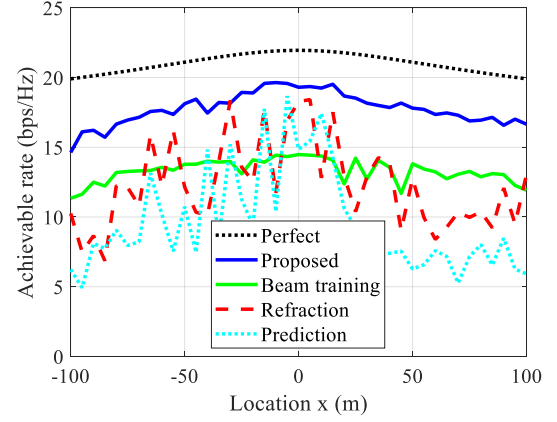 Achievable rate (bps/Hz)
25
20
15
10
5
0
Perfect
Proposed
Beam training
Refraction
Prediction
-100
-50
0
50
100
Location x (m)